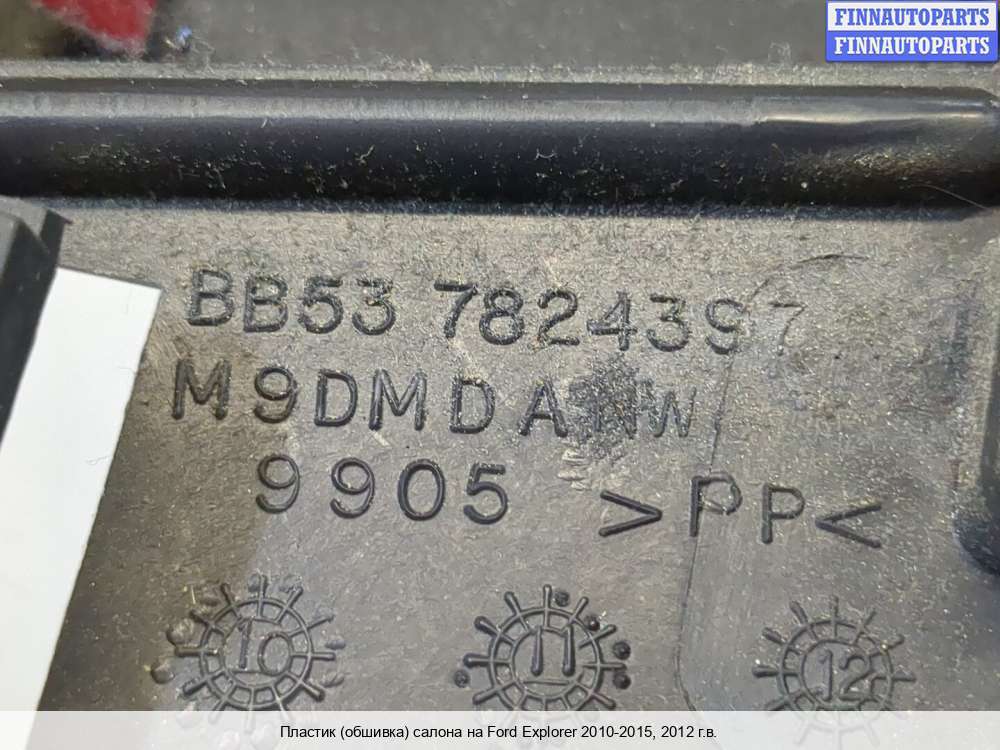 FINNAUTOPARTS
FINNAUTOPARTS
BB53 7824397
M9DMDA
9905 >PP<
10 11 12
Пластик (обшивка) салона на Ford Explorer 2010-2015, 2012 г.в.